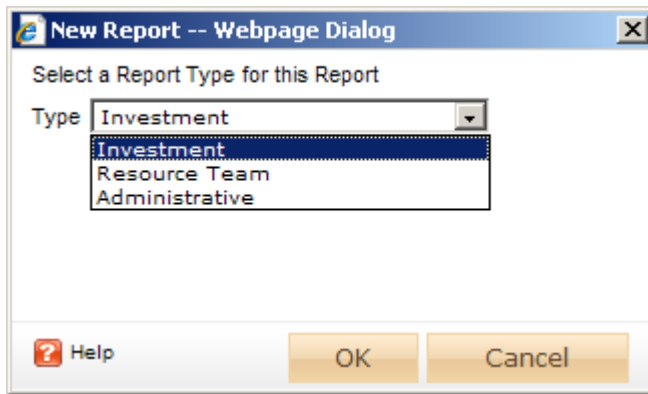 New Report -- Webpage Dialog
Select a Report Type for this Report
Type Investment
Investment
Resource Team
Administrative
? Help OK Cancel